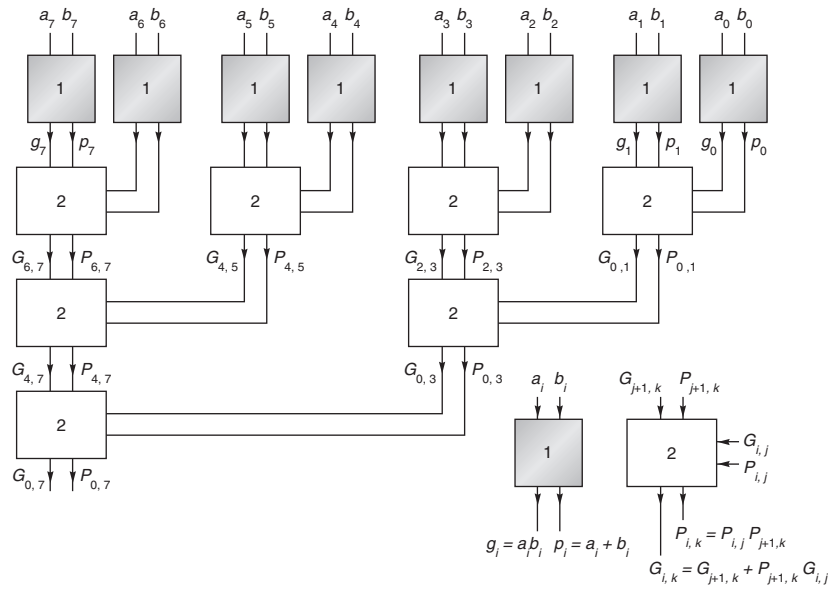 a7 b7 a6 b6 a5 b5 a4 b4 a3 b3 a2 b2 a1 b1 a0 b0
1 1 1 1 1 1 1 1
g7 p7 g1 p1 g0 p0
2 2 2 2
G6, 7 P6, 7 G4, 5 P4, 5 G2, 3 P2, 3 G0, 1 P0, 1
2 2
G4, 7 P4, 7 G0, 3 P0, 3
ai bi Gj+1, k Pj+1, k
2
1 2 Gi, j
Pi, j
G0, 7 P0, 7
Pi, k = Pi, j Pj+1,k
gi = aibi pi = ai + bi
Gi, k = Gj+1, k + Pj+1, k Gi, j